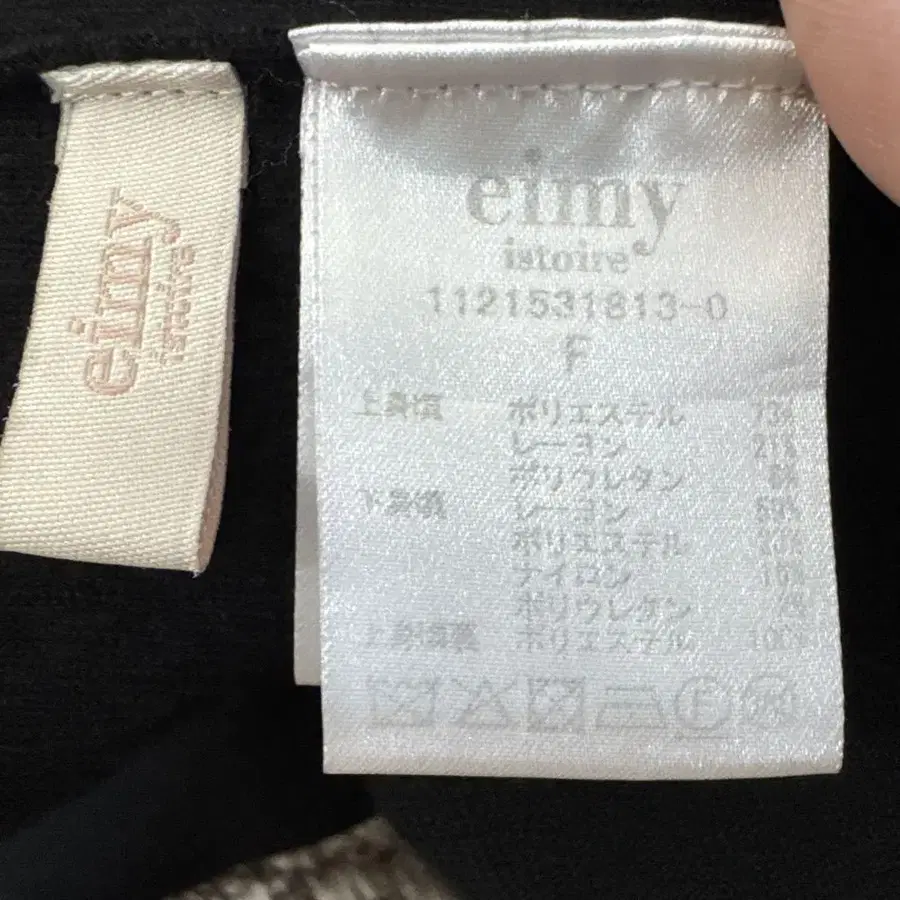 eimy
istoire
eimy
istoire
1121531813-0
F
上身頃 ポリエステル 73%
レーヨン 21%
ポリウレタン 6%
下身頃 レーヨン
ポリエステル
ナイロン
ポリウレタン
上身頃裏 ポリエステル 100%
F